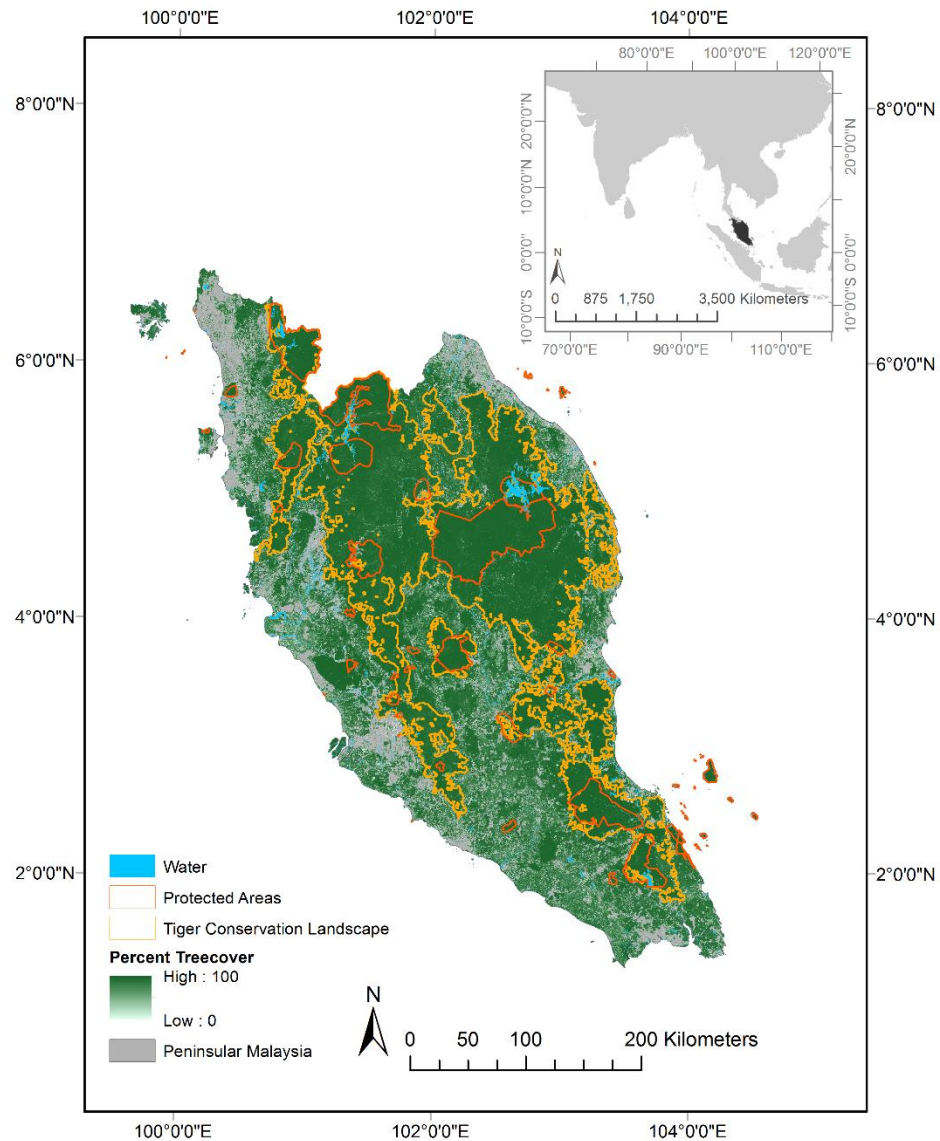 100°0'0"E 102°0'0"E 104°0'0"E
80°0'0"E 100°0'0"E 120°0'0"E
8°0'0"N
8°0'0"N
20°0'0"N
20°0'0"N
10°0'0"N
10°0'0"N
0°0'0"
0°0'0"
10°0'0"S
10°0'0"S
N
0 875 1,750 3,500 Kilometers
70°0'0"E 90°0'0"E 110°0'0"E
6°0'0"N
6°0'0"N
4°0'0"N
4°0'0"N
2°0'0"N
2°0'0"N
Water
Protected Areas
Tiger Conservation Landscape
Percent Treecover
High : 100
Low : 0
Peninsular Malaysia
N
0 50 100 200 Kilometers
100°0'0"E 102°0'0"E 104°0'0"E